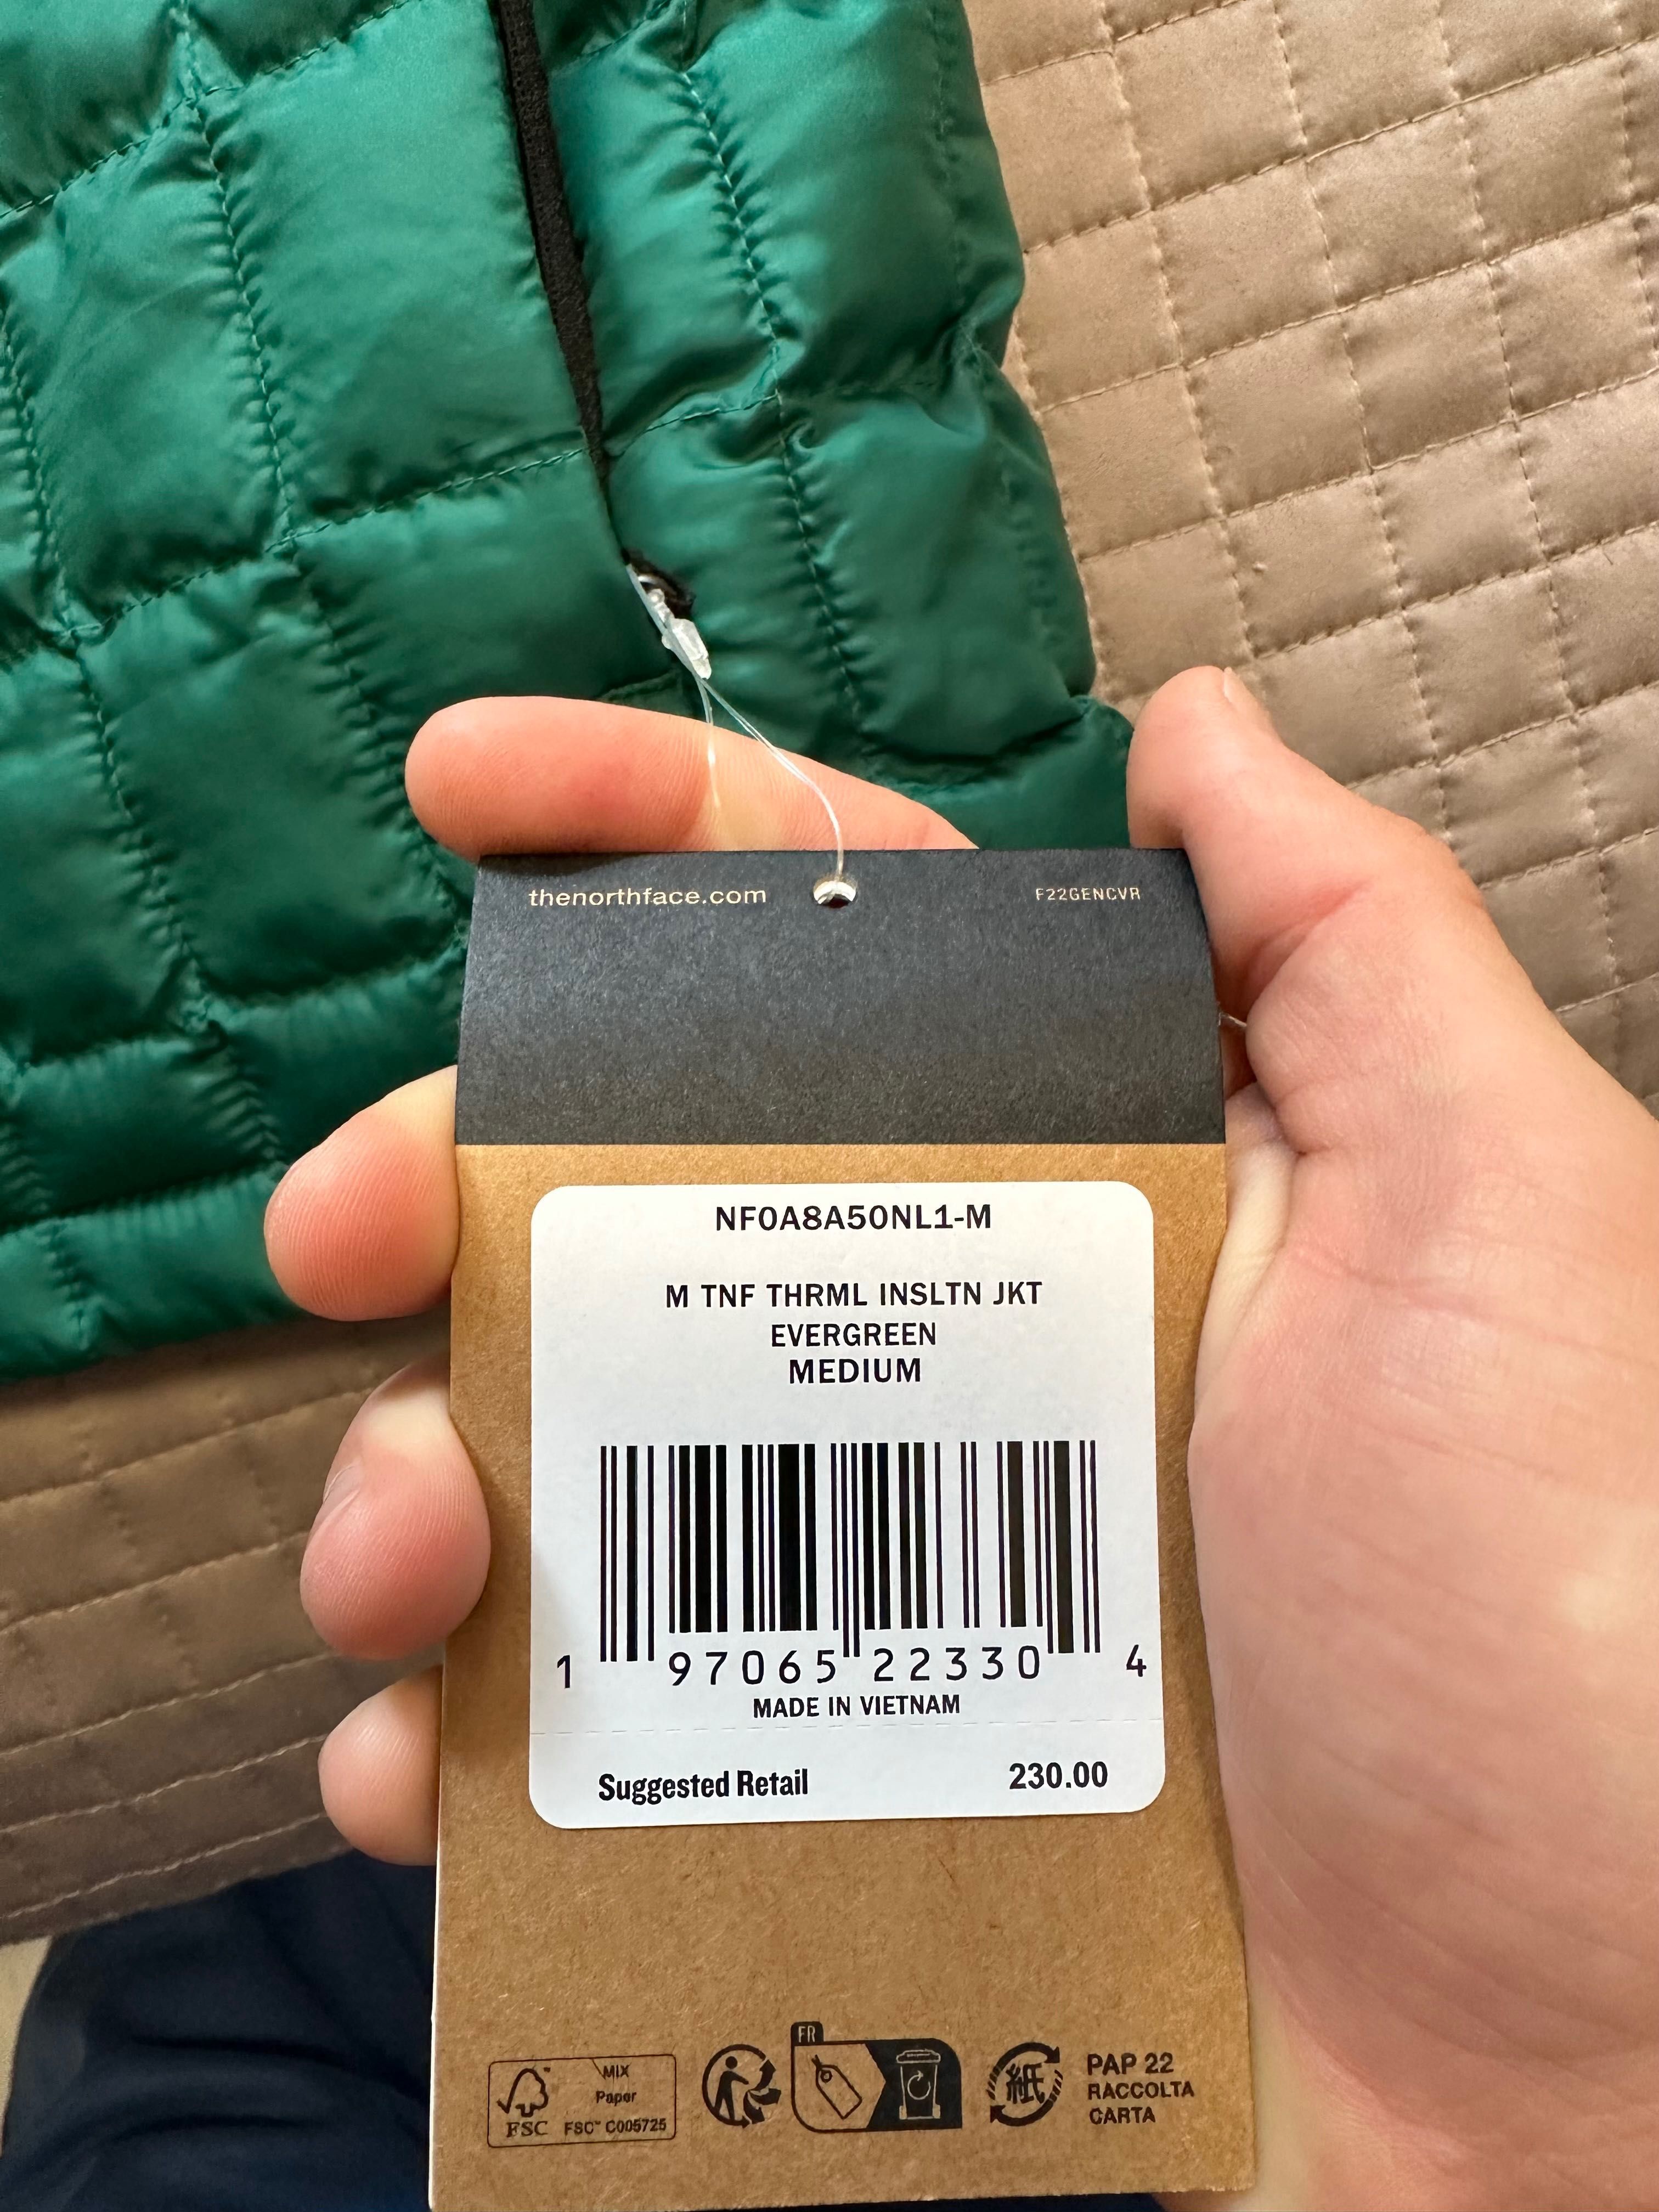 thenorthface.com
F22GENCVR
NF0A8A50NL1-M
M TNF THRML INSLTN JKT
EVERGREEN
MEDIUM
1 97065 22330 4
MADE IN VIETNAM
Suggested Retail 230.00
FR
MIX
Paper
FSC™ C005725
FSC™
紙
PAP 22
RACCOLTA
CARTA